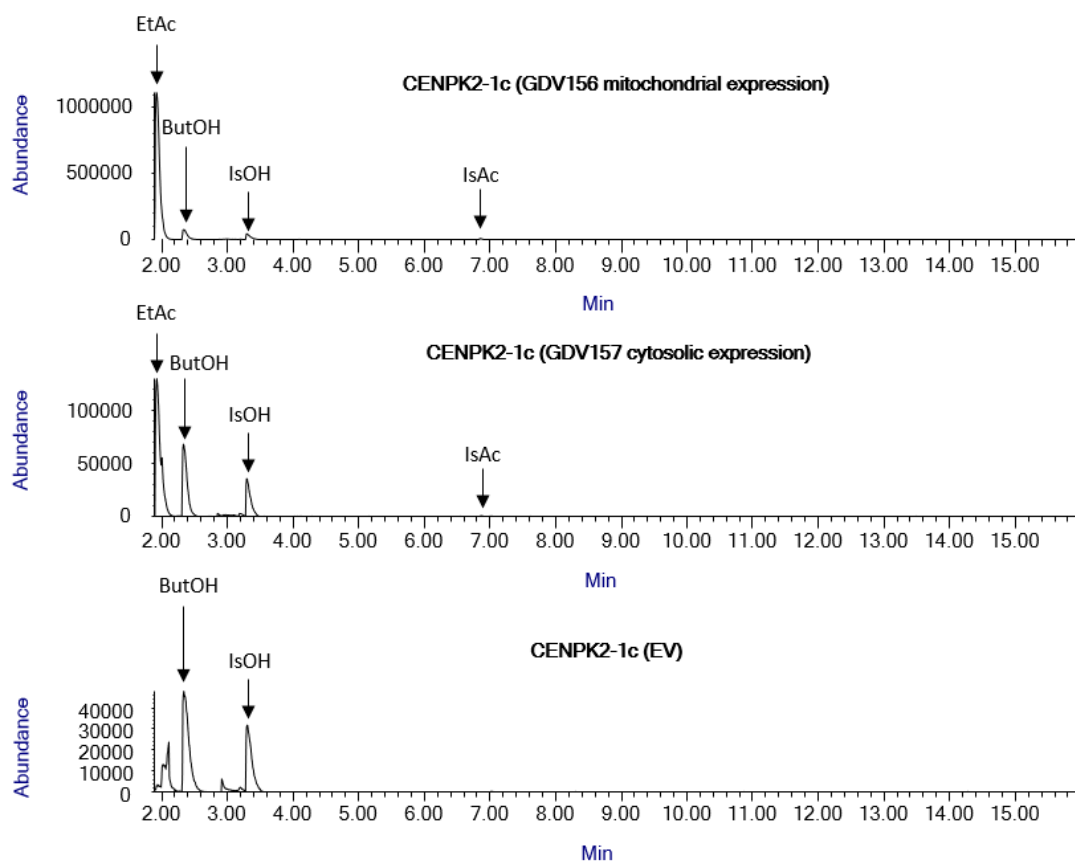 EtAc
CENPK2-1c (GDV156 mitochondrial expression)
Abundance
1000000
500000
0
ButOH
IsOH
IsAc
2.00 3.00 4.00 5.00 6.00 7.00 8.00 9.00 10.00 11.00 12.00 13.00 14.00 15.00
Min
EtAc
CENPK2-1c (GDV157 cytosolic expression)
ButOH
Abundance
100000
50000
0
IsOH
IsAc
2.00 3.00 4.00 5.00 6.00 7.00 8.00 9.00 10.00 11.00 12.00 13.00 14.00 15.00
Min
ButOH
CENPK2-1c (EV)
IsOH
Abundance
40000
30000
20000
10000
0
2.00 3.00 4.00 5.00 6.00 7.00 8.00 9.00 10.00 11.00 12.00 13.00 14.00 15.00
Min